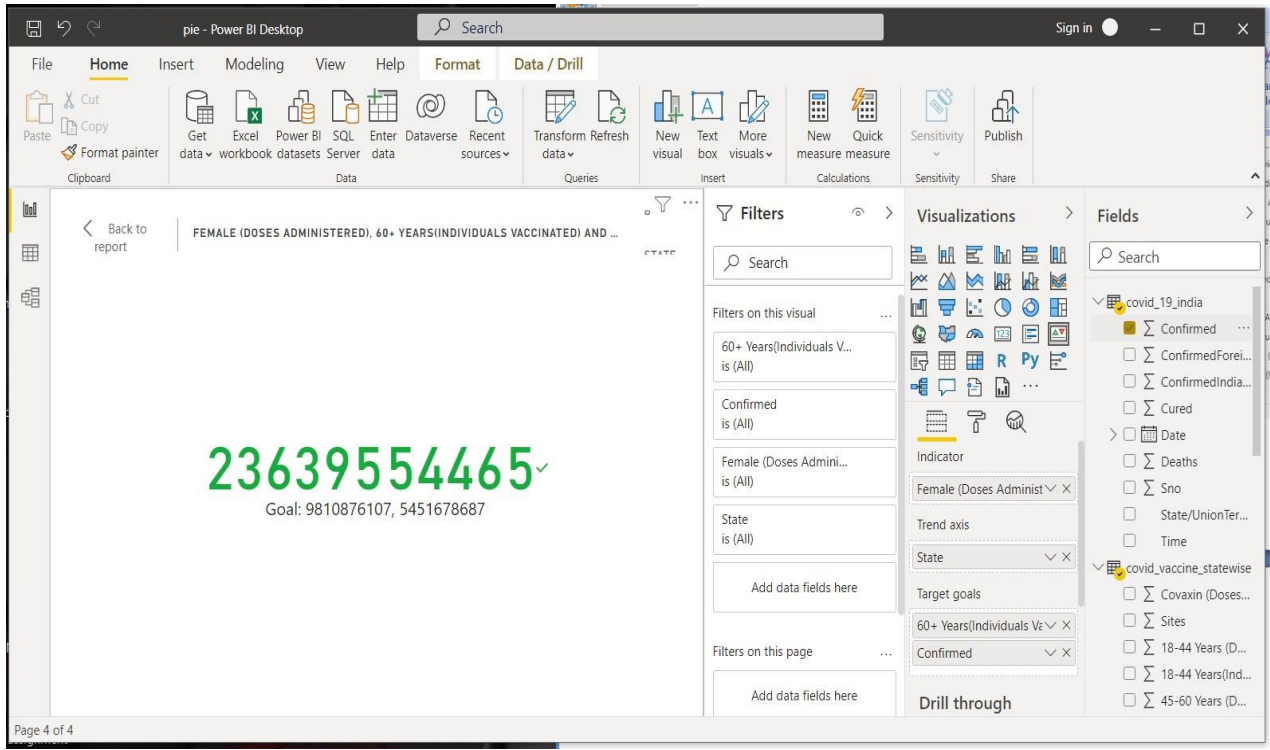 pie - Power BI Desktop
Search
Sign in
File Home Insert Modeling View Help Format Data / Drill
Paste
Cut
Copy
Format painter
Clipboard
Get data
Excel workbook
Power BI datasets
SQL Server
Enter data
Dataverse
Recent sources
Data
Transform data
Refresh
Queries
New visual
Text box
More visuals
Insert
New measure
Quick measure
Calculations
Sensitivity
Sensitivity
Publish
Share
Back to report
FEMALE (DOSES ADMINISTERED), 60+ YEARS(INDIVIDUALS VACCINATED) AND ...
23639554465
Goal: 9810876107, 5451678687
Filters
Search
Filters on this visual ...
60+ Years(Individuals V...
is (All)
Confirmed
is (All)
Female (Doses Admini...
is (All)
State
is (All)
Add data fields here
Filters on this page ...
Add data fields here
Visualizations
123
R Py
...
Indicator
Female (Doses Administ
Trend axis
State
Target goals
60+ Years(Individuals Va
Confirmed
Drill through
Fields
Search
covid_19_india
Confirmed ...
ConfirmedForei...
ConfirmedIndia...
Cured
Date
Deaths
Sno
State/UnionTer...
Time
covid_vaccine_statewise
Covaxin (Doses...
Sites
18-44 Years (D...
18-44 Years(Ind...
45-60 Years (D...
Page 4 of 4